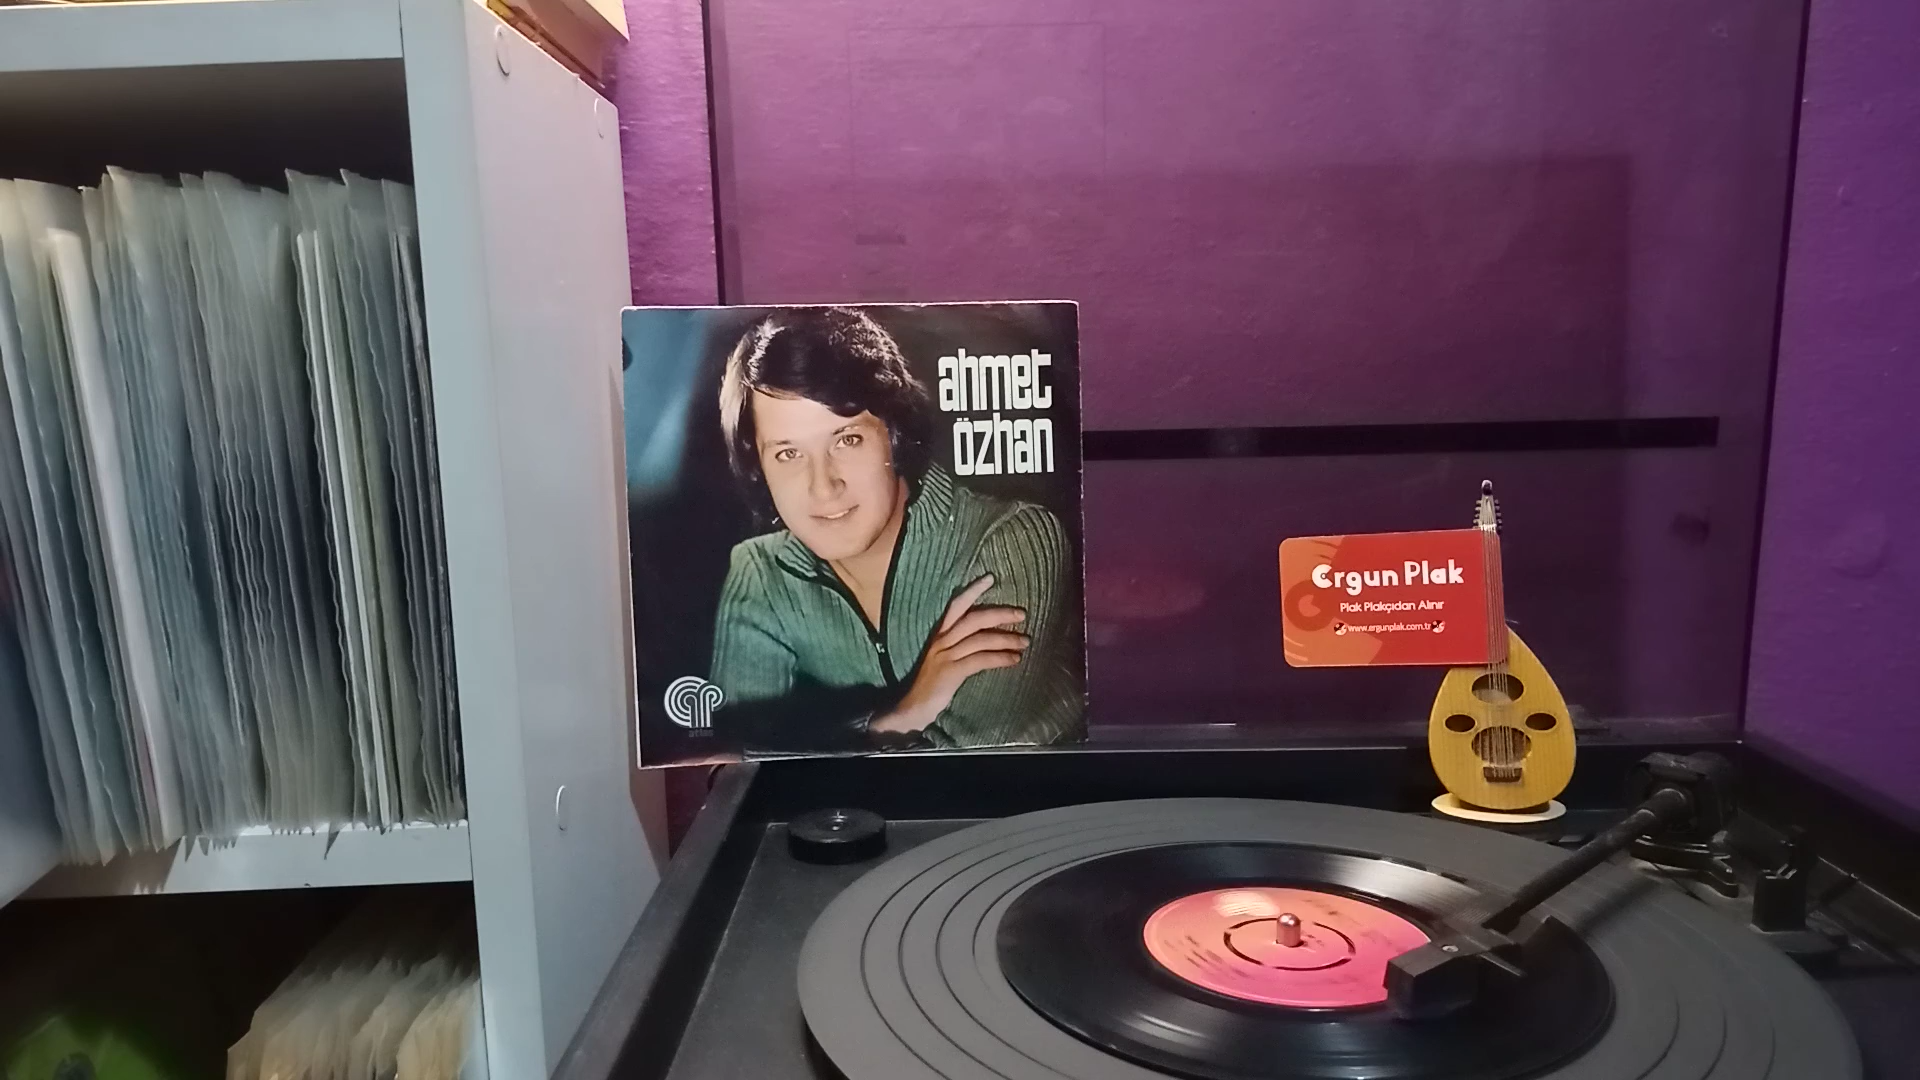 ahmet
özhan
atlas
Ergun Plak
Plak Plakçıdan Alınır
www.ergunplak.com.tr